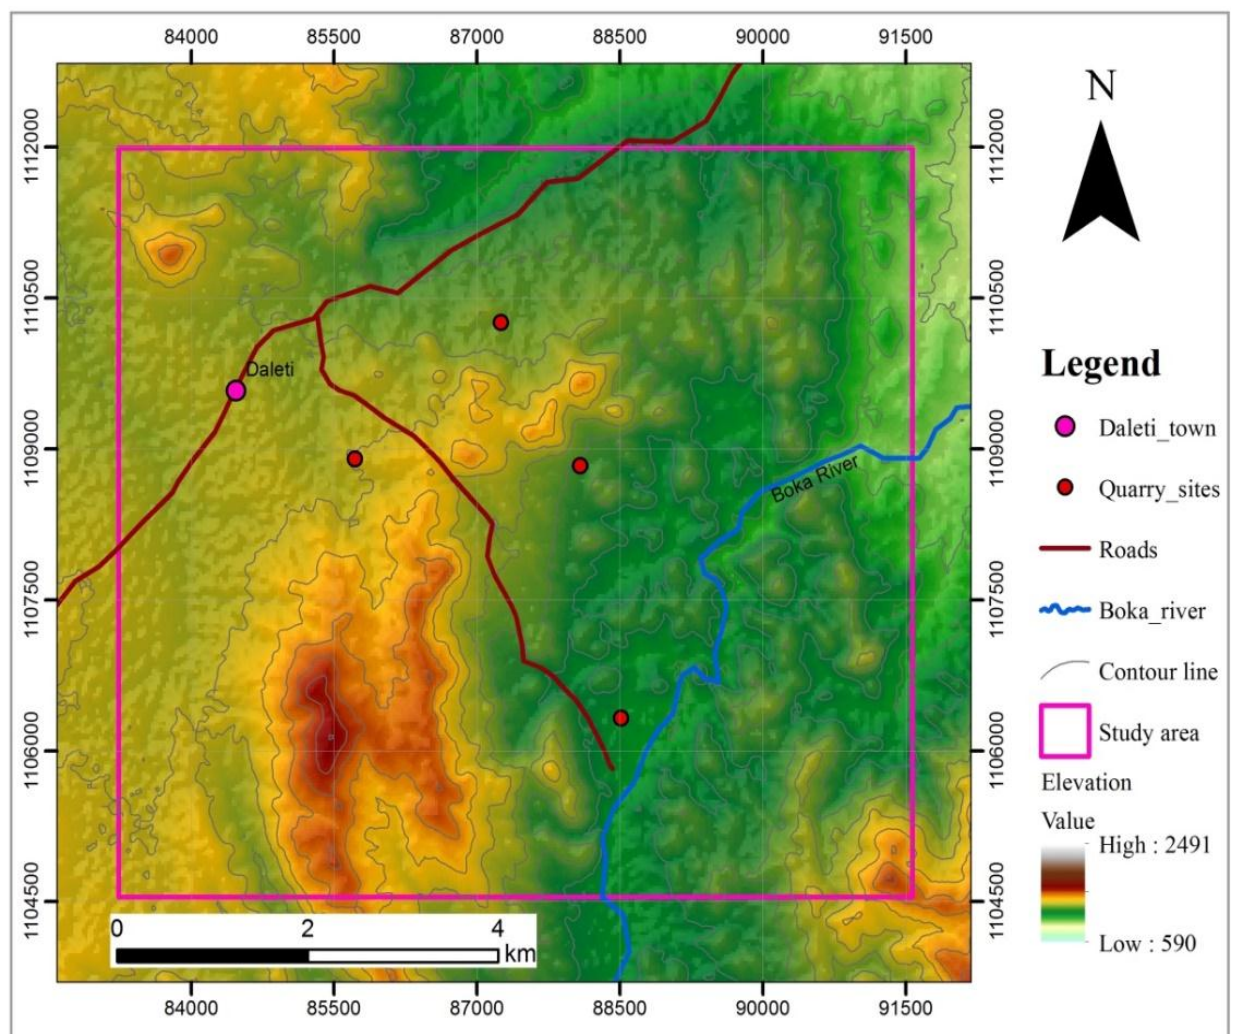 84000 85500 87000 88500 90000 91500
N
1112000 1112000
1110500 1110500
Daleti
1109000 1109000
Boka River
1107500 1107500
1106000 1106000
1104500 1104500
0 2 4
km
84000 85500 87000 88500 90000 91500
Legend
Daleti_town
Quarry_sites
Roads
Boka_river
Contour line
Study area
Elevation
Value
High : 2491
Low : 590